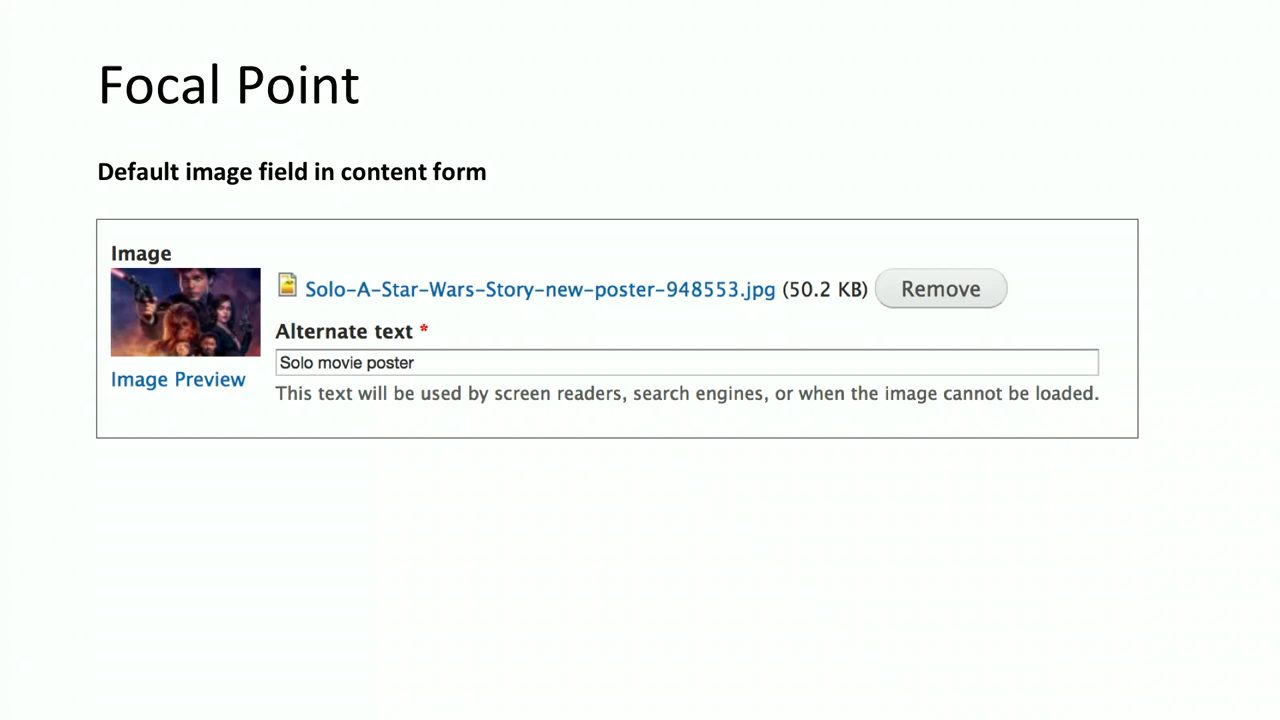 Focal Point
Default image field in content form
Image
Solo-A-Star-Wars-Story-new-poster-948553.jpg (50.2 KB) Remove
Alternate text *
Solo movie poster
Image Preview
This text will be used by screen readers, search engines, or when the image cannot be loaded.